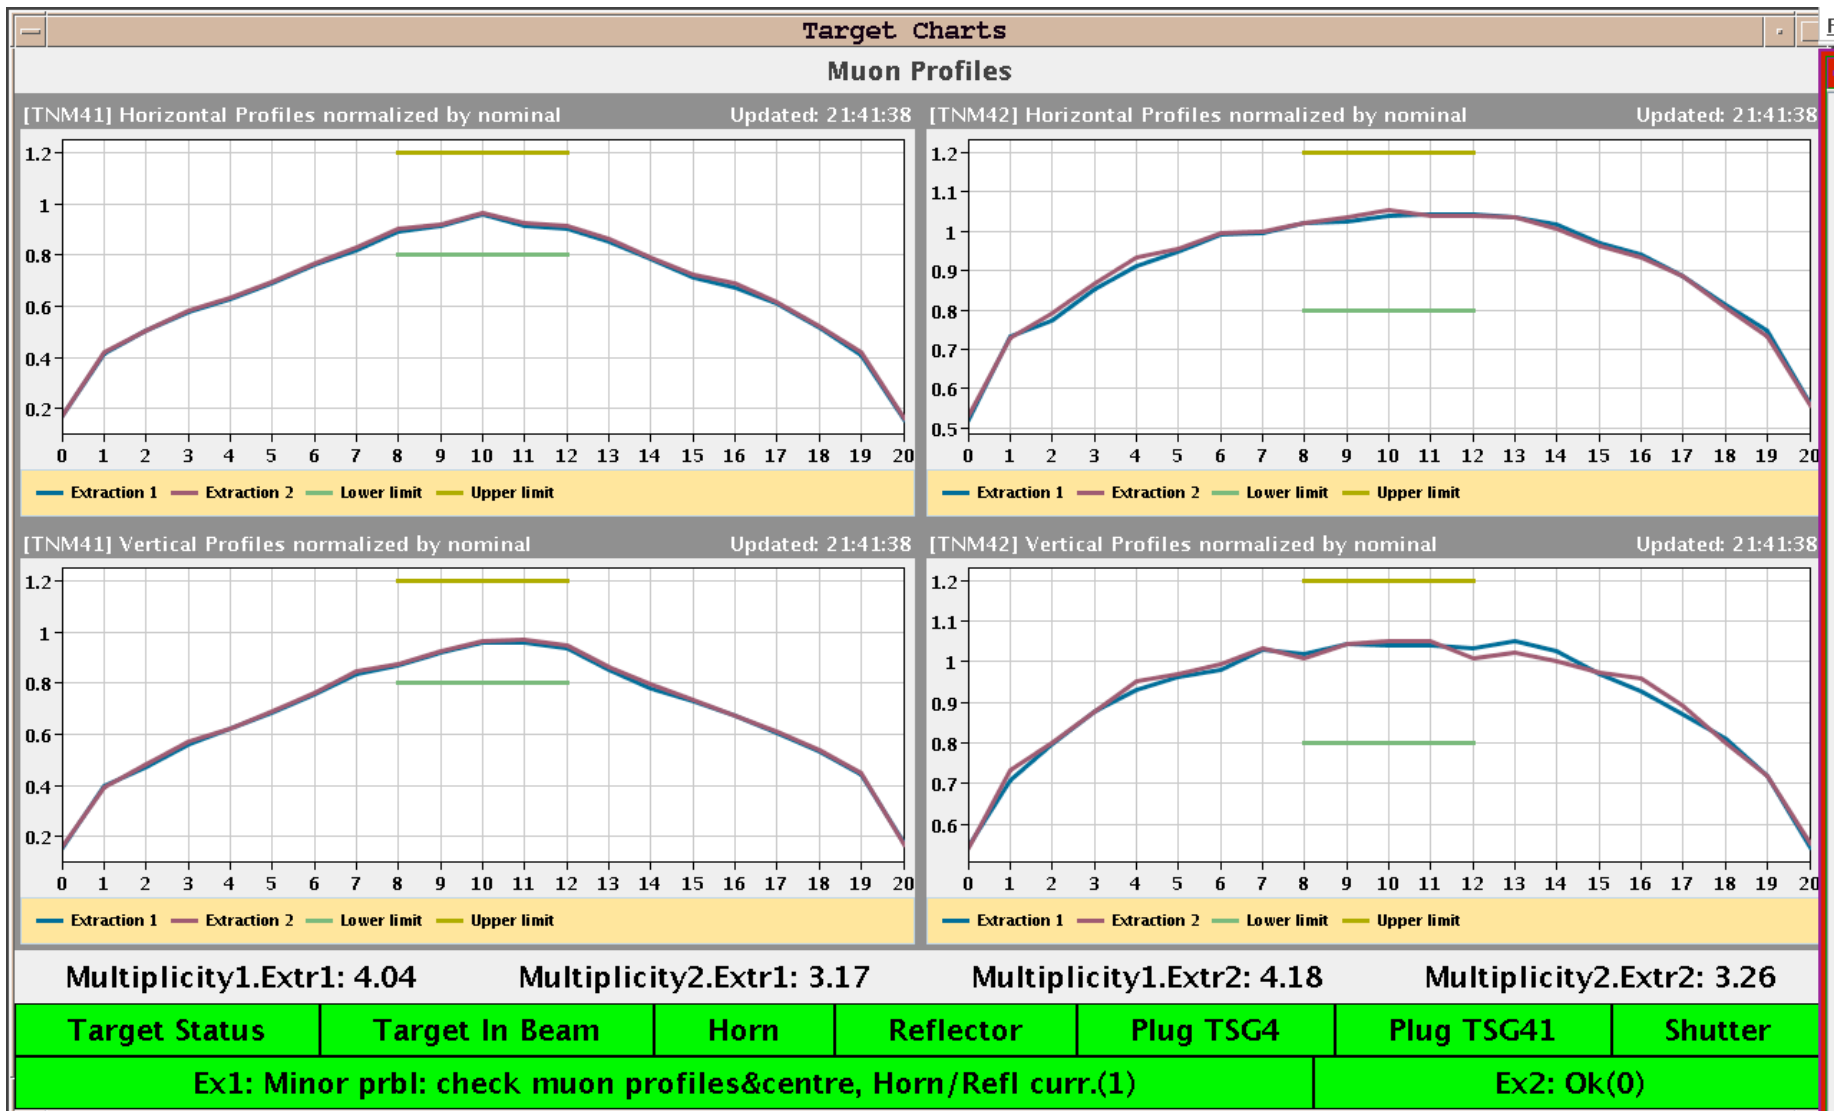 Target Charts
Muon Profiles
[TNM41] Horizontal Profiles normalized by nominal Updated: 21:41:38
1.2
1
0.8
0.6
0.4
0.2
0 1 2 3 4 5 6 7 8 9 10 11 12 13 14 15 16 17 18 19 20
Extraction 1 Extraction 2 Lower limit Upper limit
[TNM42] Horizontal Profiles normalized by nominal Updated: 21:41:38
1.2
1.1
1
0.9
0.8
0.7
0.6
0.5
0 1 2 3 4 5 6 7 8 9 10 11 12 13 14 15 16 17 18 19 20
Extraction 1 Extraction 2 Lower limit Upper limit
[TNM41] Vertical Profiles normalized by nominal Updated: 21:41:38
1.2
1
0.8
0.6
0.4
0.2
0 1 2 3 4 5 6 7 8 9 10 11 12 13 14 15 16 17 18 19 20
Extraction 1 Extraction 2 Lower limit Upper limit
[TNM42] Vertical Profiles normalized by nominal Updated: 21:41:38
1.2
1.1
1
0.9
0.8
0.7
0.6
0 1 2 3 4 5 6 7 8 9 10 11 12 13 14 15 16 17 18 19 20
Extraction 1 Extraction 2 Lower limit Upper limit
Multiplicity1.Extr1: 4.04 Multiplicity2.Extr1: 3.17 Multiplicity1.Extr2: 4.18 Multiplicity2.Extr2: 3.26
Target Status Target In Beam Horn Reflector Plug TSG4 Plug TSG41 Shutter
Ex1: Minor prbl: check muon profiles&centre, Horn/Refl curr.(1) Ex2: Ok(0)